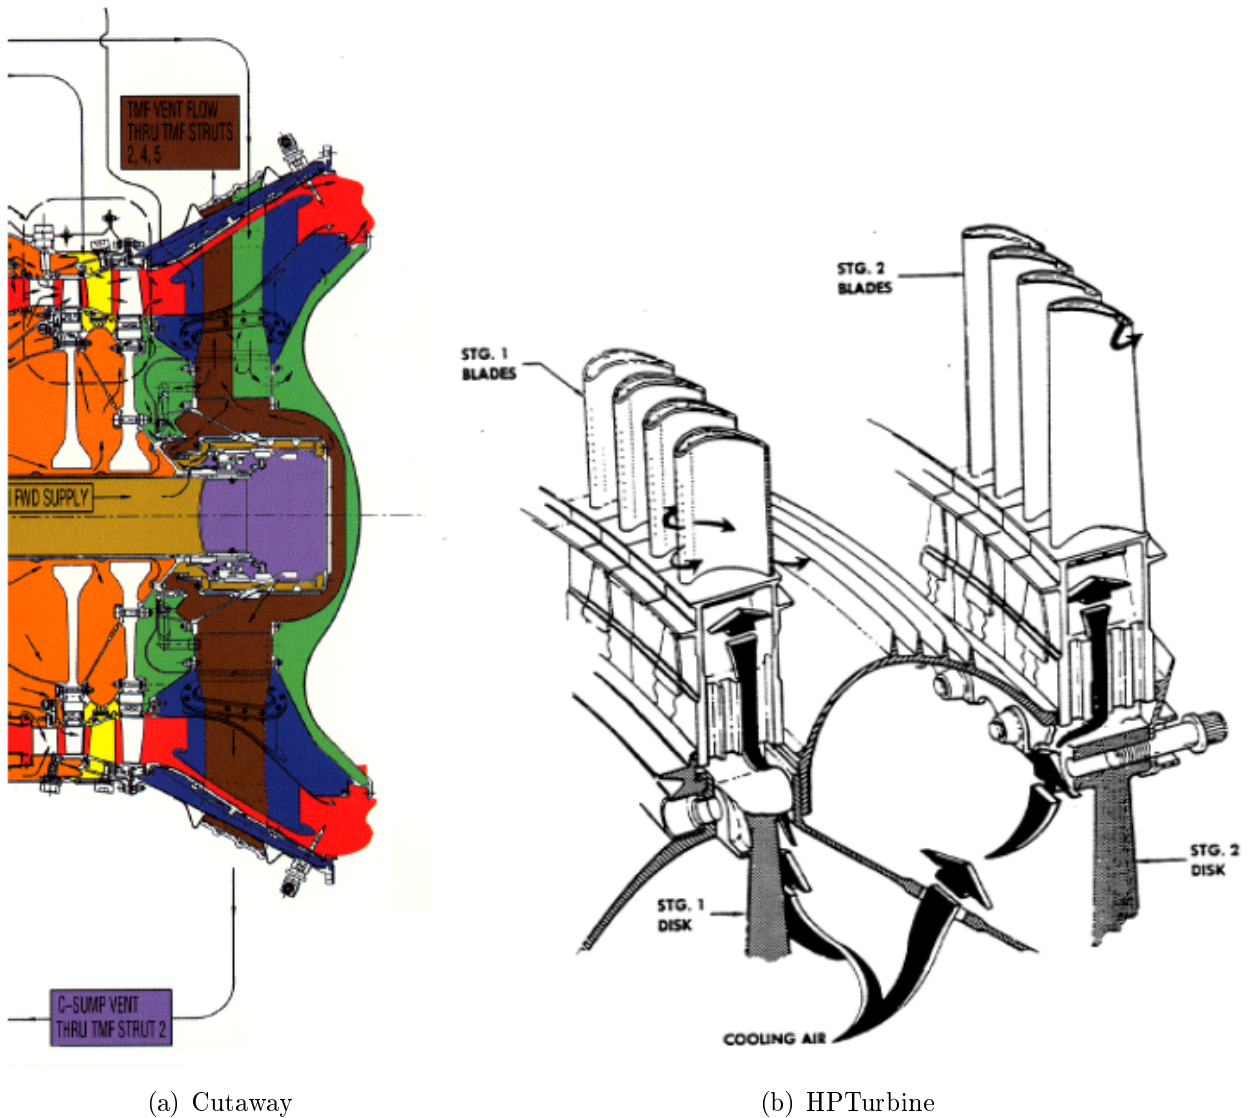 TMF VENT FLOW
THRU TMF STRUTS
2, 4, 5
FWD SUPPLY
C-SUMP VENT
THRU TMF STRUT 2
(a) Cutaway
STG. 2
BLADES
STG. 1
BLADES
STG. 2
DISK
STG. 1
DISK
COOLING AIR
(b) HPTurbine